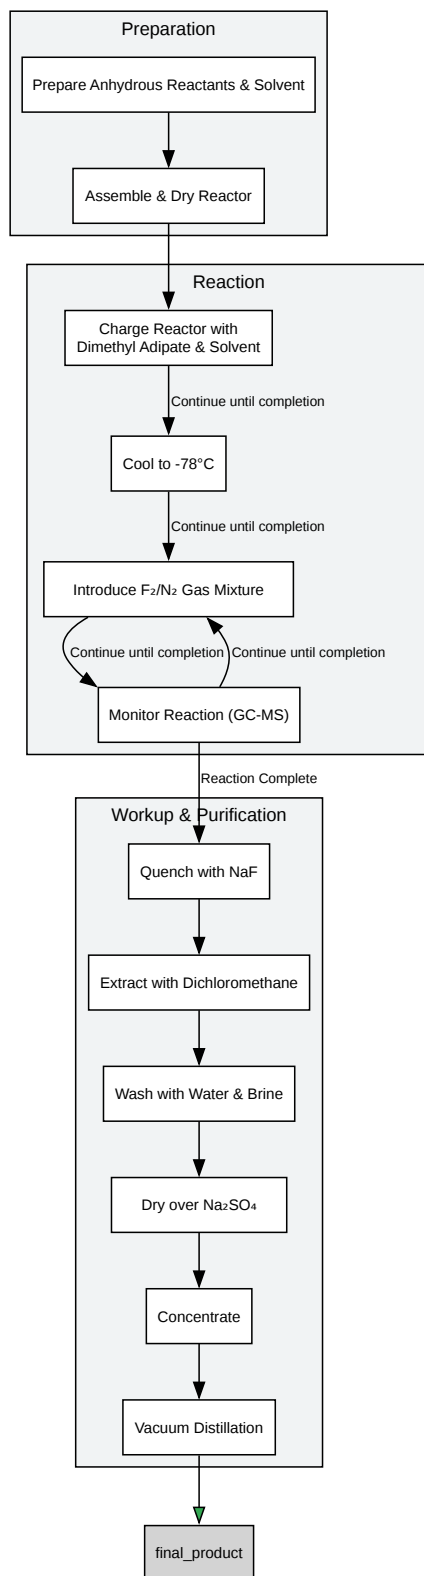 Preparation
Prepare Anhydrous Reactants & Solvent
Assemble & Dry Reactor
Reaction
Charge Reactor with
Dimethyl Adipate & Solvent
Continue until completion
Cool to -78°C
Continue until completion
Introduce F₂/N₂ Gas Mixture
Continue until completion
Continue until completion
Monitor Reaction (GC-MS)
Reaction Complete
Workup & Purification
Quench with NaF
Extract with Dichloromethane
Wash with Water & Brine
Dry over Na₂SO₄
Concentrate
Vacuum Distillation
final_product